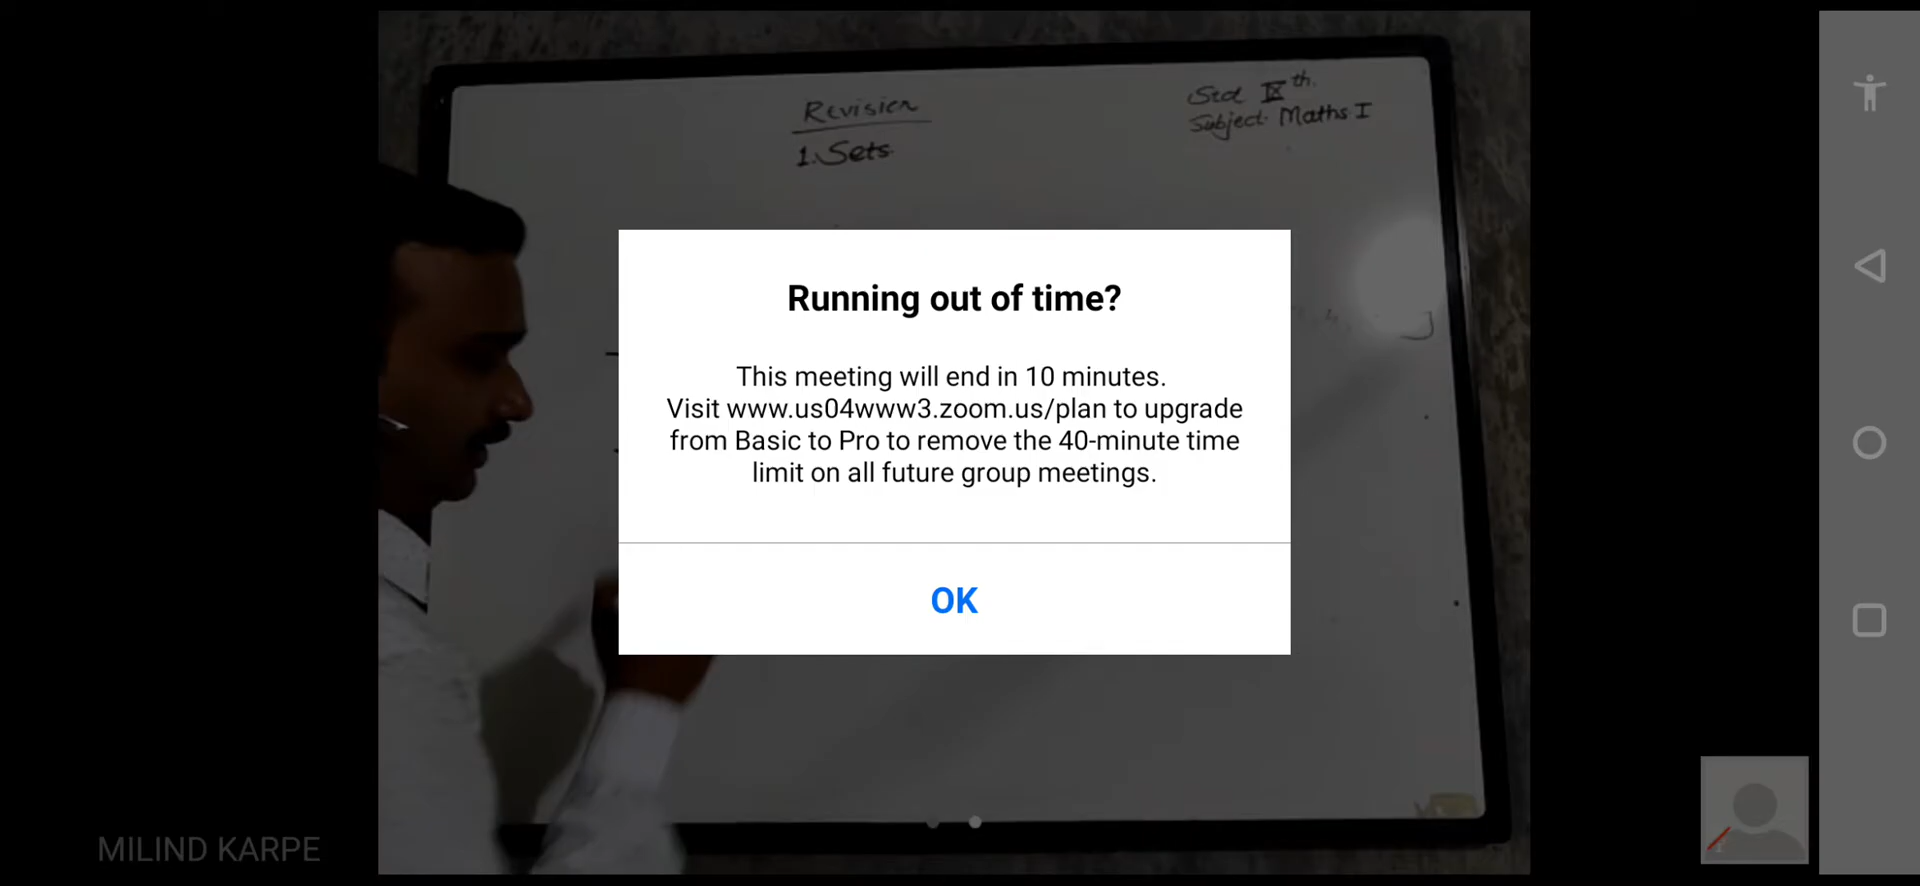 Revision
1. Sets
Std IXth.
Subject: Maths I
Running out of time?
This meeting will end in 10 minutes.
Visit www.us04www3.zoom.us/plan to upgrade
from Basic to Pro to remove the 40-minute time
limit on all future group meetings.
OK
MILIND KARPE